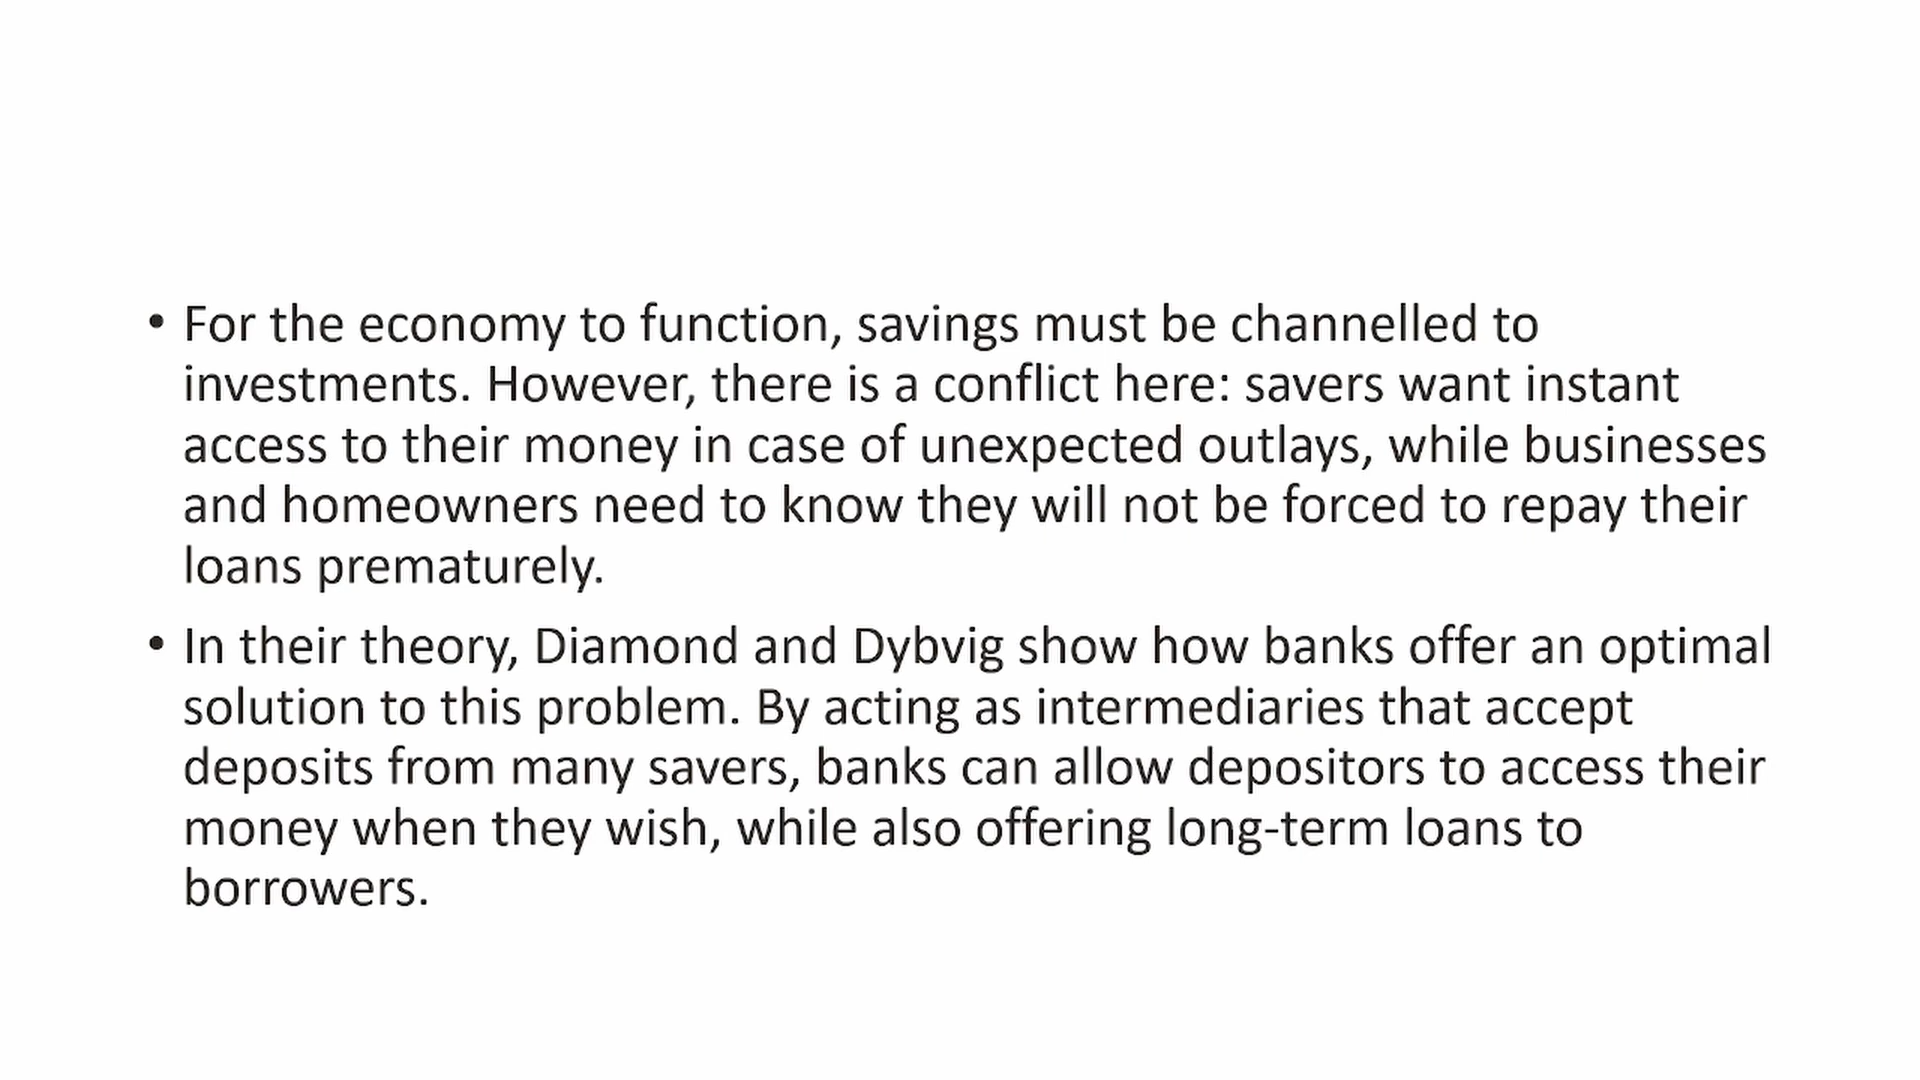 • For the economy to function, savings must be channelled to
investments. However, there is a conflict here: savers want instant
access to their money in case of unexpected outlays, while businesses
and homeowners need to know they will not be forced to repay their
loans prematurely.
• In their theory, Diamond and Dybvig show how banks offer an optimal
solution to this problem. By acting as intermediaries that accept
deposits from many savers, banks can allow depositors to access their
money when they wish, while also offering long-term loans to
borrowers.